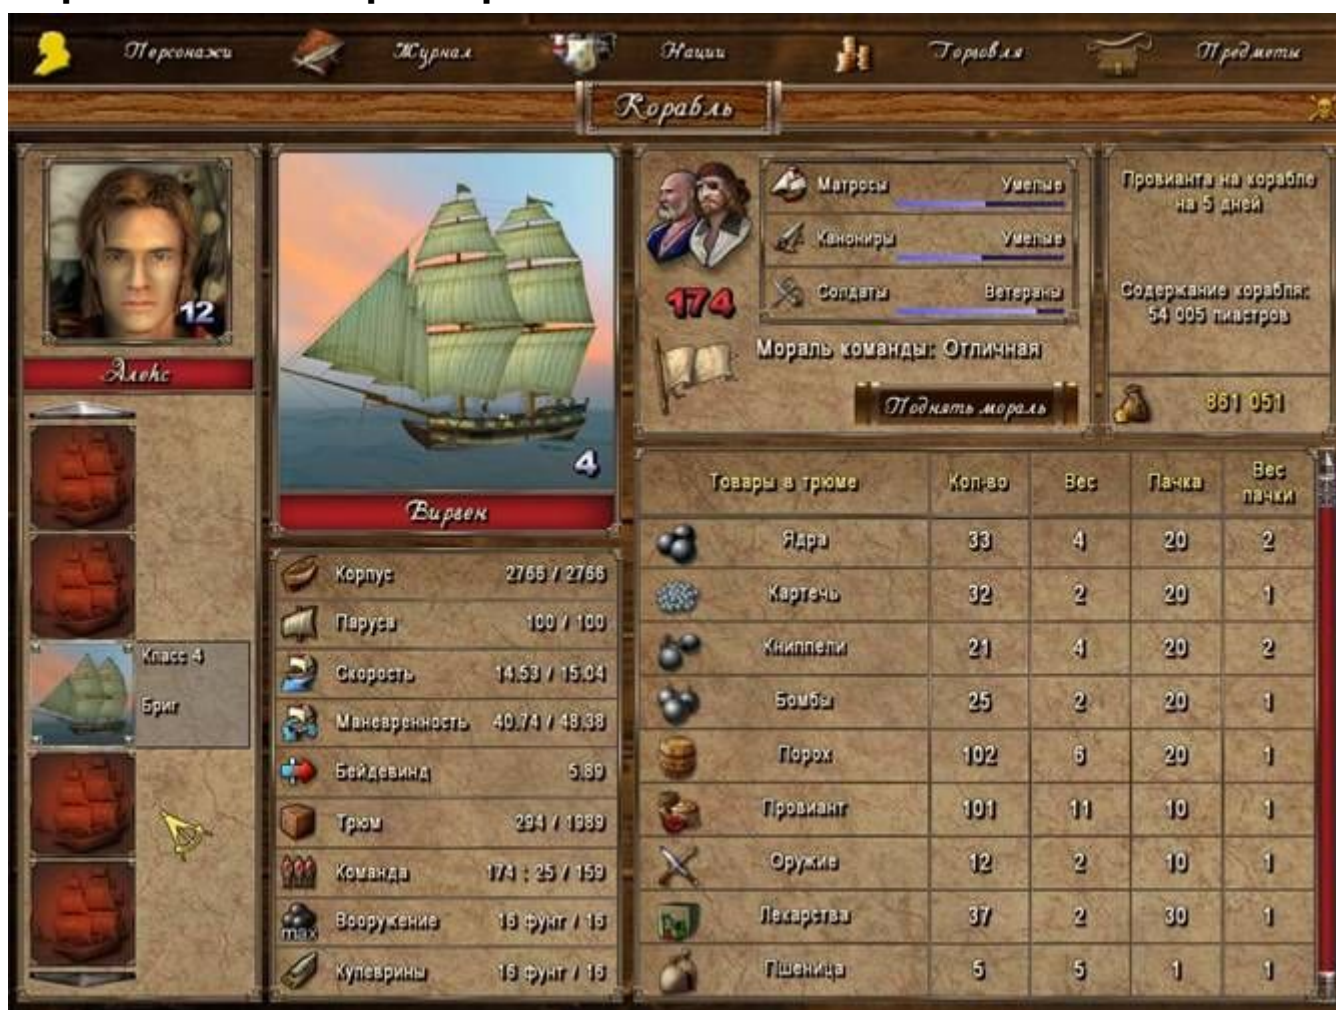 Персонажи Журнал Нации Торговля Предметы
Корабль
12
Алекс
Класс 4
Бриг
4
Вирвен
Корпус 2766 / 2766
Паруса 100 / 100
Скорость 14.53 / 15.04
Маневренность 40.74 / 48.38
Бейдевинд 5.89
Трюм 294 / 1989
Команда 174 : 25 / 159
max Вооружение 16 фунт / 16
Кулеврины 16 фунт / 16
174
Матросы Умелые
Канониры Умелые
Солдаты Ветераны
Мораль команды: Отличная
Поднять мораль
Провианта на корабле
на 5 дней
Содержание корабля:
54 005 пиастров
861 051
Товары в трюме Кол-во Вес Пачка Вес
пачки
Ядра 33 4 20 2
Картечь 32 2 20 1
Книппели 21 4 20 2
Бомбы 25 2 20 1
Порох 102 6 20 1
Провиант 101 11 10 1
Оружие 12 2 10 1
Лекарства 37 2 30 1
Пшеница 5 5 1 1